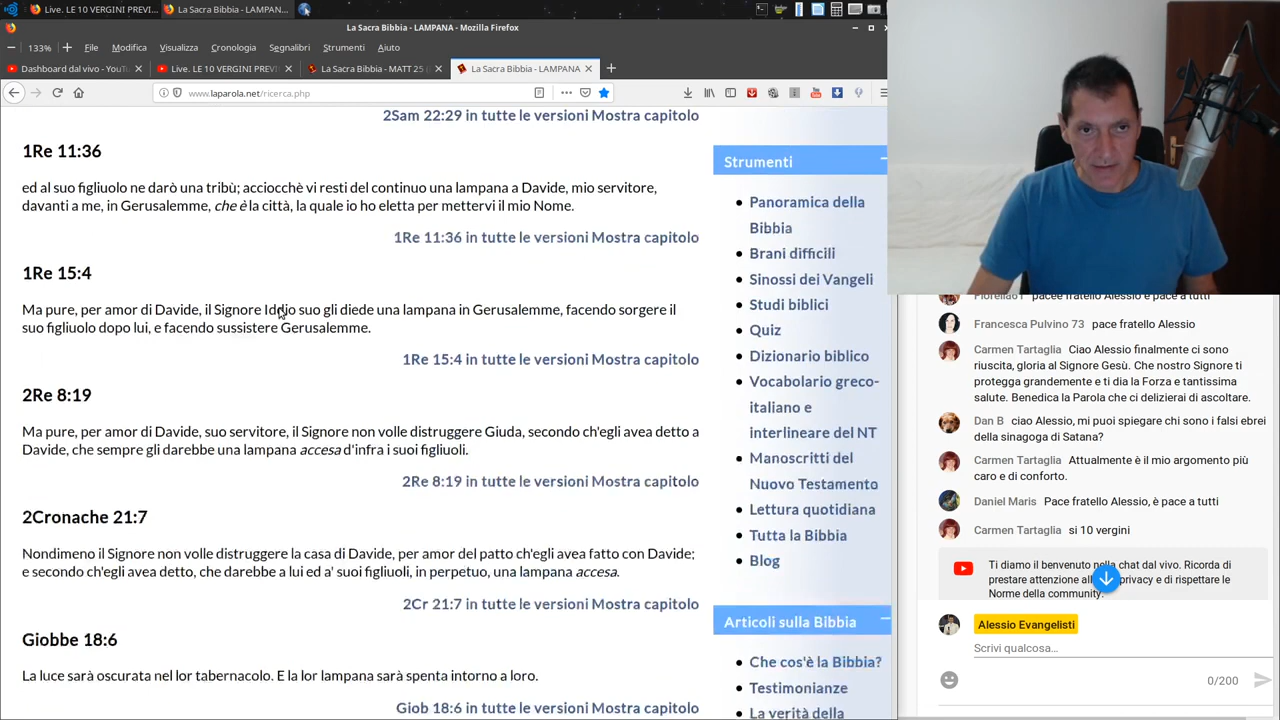 Live. LE 10 VERGINI PREVI...
La Sacra Bibbia - LAMPAN...
La Sacra Bibbia - LAMPANA - Mozilla Firefox
133%
File
Modifica
Visualizza
Cronologia
Segnalibri
Strumenti
Aiuto
Dashboard dal vivo - YouTu
Live. LE 10 VERGINI PREVI
La Sacra Bibbia - MATT 25
La Sacra Bibbia - LAMPANA
www.laparola.net/ricerca.php
2Sam 22:29 in tutte le versioni Mostra capitolo
1Re 11:36
ed al suo figliuolo ne darò una tribù; acciocchè vi resti del continuo una lampana a Davide, mio servitore,
davanti a me, in Gerusalemme, che è la città, la quale io ho eletta per mettervi il mio Nome.
1Re 11:36 in tutte le versioni Mostra capitolo
1Re 15:4
Ma pure, per amor di Davide, il Signore Iddio suo gli diede una lampana in Gerusalemme, facendo sorgere il
suo figliuolo dopo lui, e facendo sussistere Gerusalemme.
1Re 15:4 in tutte le versioni Mostra capitolo
2Re 8:19
Ma pure, per amor di Davide, suo servitore, il Signore non volle distruggere Giuda, secondo ch'egli avea detto a
Davide, che sempre gli darebbe una lampana accesa d'infra i suoi figliuoli.
2Re 8:19 in tutte le versioni Mostra capitolo
2Cronache 21:7
Nondimeno il Signore non volle distruggere la casa di Davide, per amor del patto ch'egli avea fatto con Davide;
e secondo ch'egli avea detto, che darebbe a lui ed a' suoi figliuoli, in perpetuo, una lampana accesa.
2Cr 21:7 in tutte le versioni Mostra capitolo
Giobbe 18:6
La luce sarà oscurata nel lor tabernacolo. E la lor lampana sarà spenta intorno a loro.
Giob 18:6 in tutte le versioni Mostra capitolo
Strumenti
Panoramica della
Bibbia
Brani difficili
Sinossi dei Vangeli
Studi biblici
Quiz
Dizionario biblico
Vocabolario greco-
italiano e
interlineare del NT
Manoscritti del
Nuovo Testamento
Lettura quotidiana
Tutta la Bibbia
Blog
Articoli sulla Bibbia
Che cos'è la Bibbia?
Testimonianze
La verità della
Fiorella61 pacee fratello Alessio e pace a tutti
Francesca Pulvino 73 pace fratello Alessio
Carmen Tartaglia Ciao Alessio finalmente ci sono
riuscita, gloria al Signore Gesù. Che nostro Signore ti
protegga grandemente e ti dia la Forza e tantissima
salute. Benedica la Parola che ci delizierai di ascoltare.
Dan B ciao Alessio, mi puoi spiegare chi sono i falsi ebrei
della sinagoga di Satana?
Carmen Tartaglia Attualmente è il mio argomento più
caro e di conforto.
Daniel Maris Pace fratello Alessio, è pace a tutti
Carmen Tartaglia si 10 vergini
Ti diamo il benvenuto nella chat dal vivo. Ricorda di
prestare attenzione alla privacy e di rispettare le
Norme della community.
Alessio Evangelisti
Scrivi qualcosa...
0/200